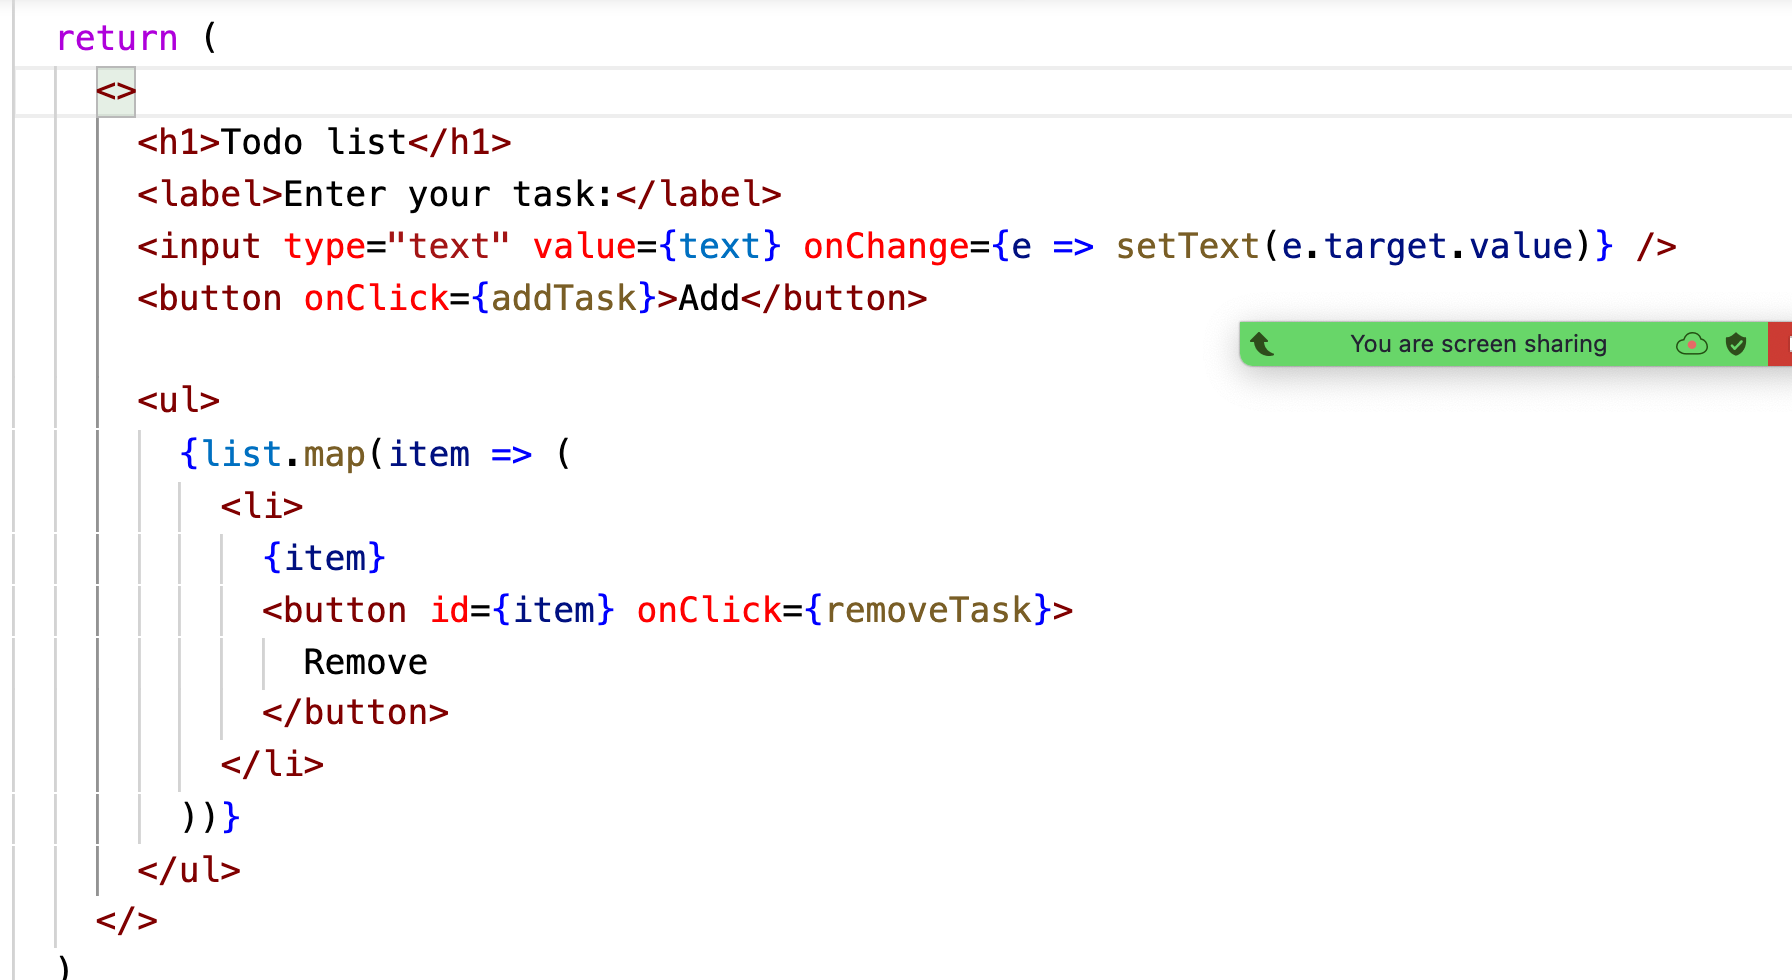 return (
<>
<h1>Todo list</h1>
<label>Enter your task:</label>
<input type="text" value={text} onChange={e => setText(e.target.value)} />
<button onClick={addTask}>Add</button>
You are screen sharing
<ul>
{list.map(item => (
<li>
{item}
<button id={item} onClick={removeTask}>
Remove
</button>
</li>
))}
</ul>
</>
)